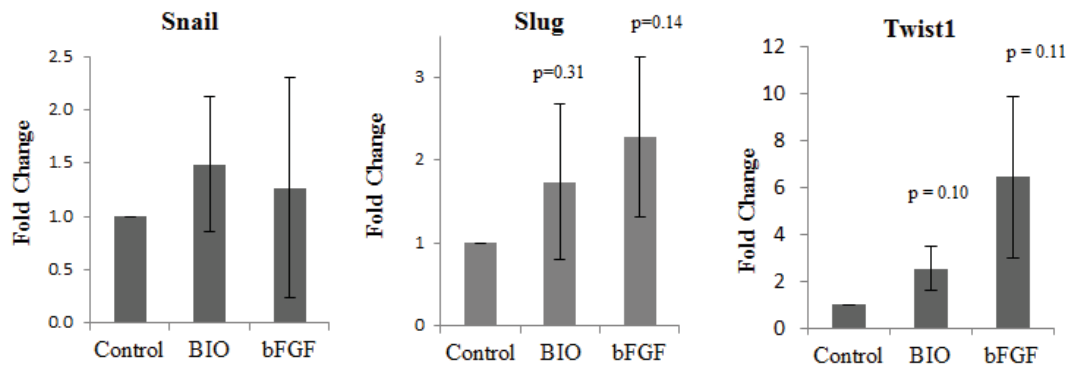 Snail
Fold Change
2.5
2.0
1.5
1.0
0.5
0.0
Control BIO bFGF
Slug
p=0.14
p=0.31
Fold Change
3
2
1
0
Control BIO bFGF
Twist1
p = 0.11
p = 0.10
Fold Change
12
10
8
6
4
2
0
Control BIO bFGF